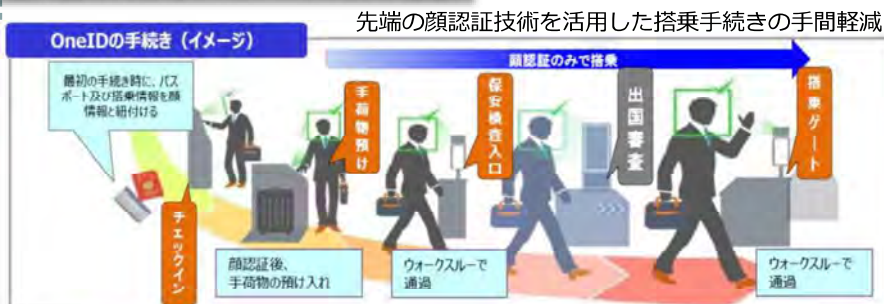 先端の顔認証技術を活用した搭乗手続きの手間軽減
OneIDの手続き（イメージ）
顔認証のみで搭乗
最初の手続き時に、パス
ポート及び搭乗情報を顔
情報と紐付ける
チェックイン
手荷物預け
保安検査入口
出国審査
搭乗ゲート
顔認証後、
手荷物の預け入れ
ウォークスルーで
通過
ウォークスルーで
通過